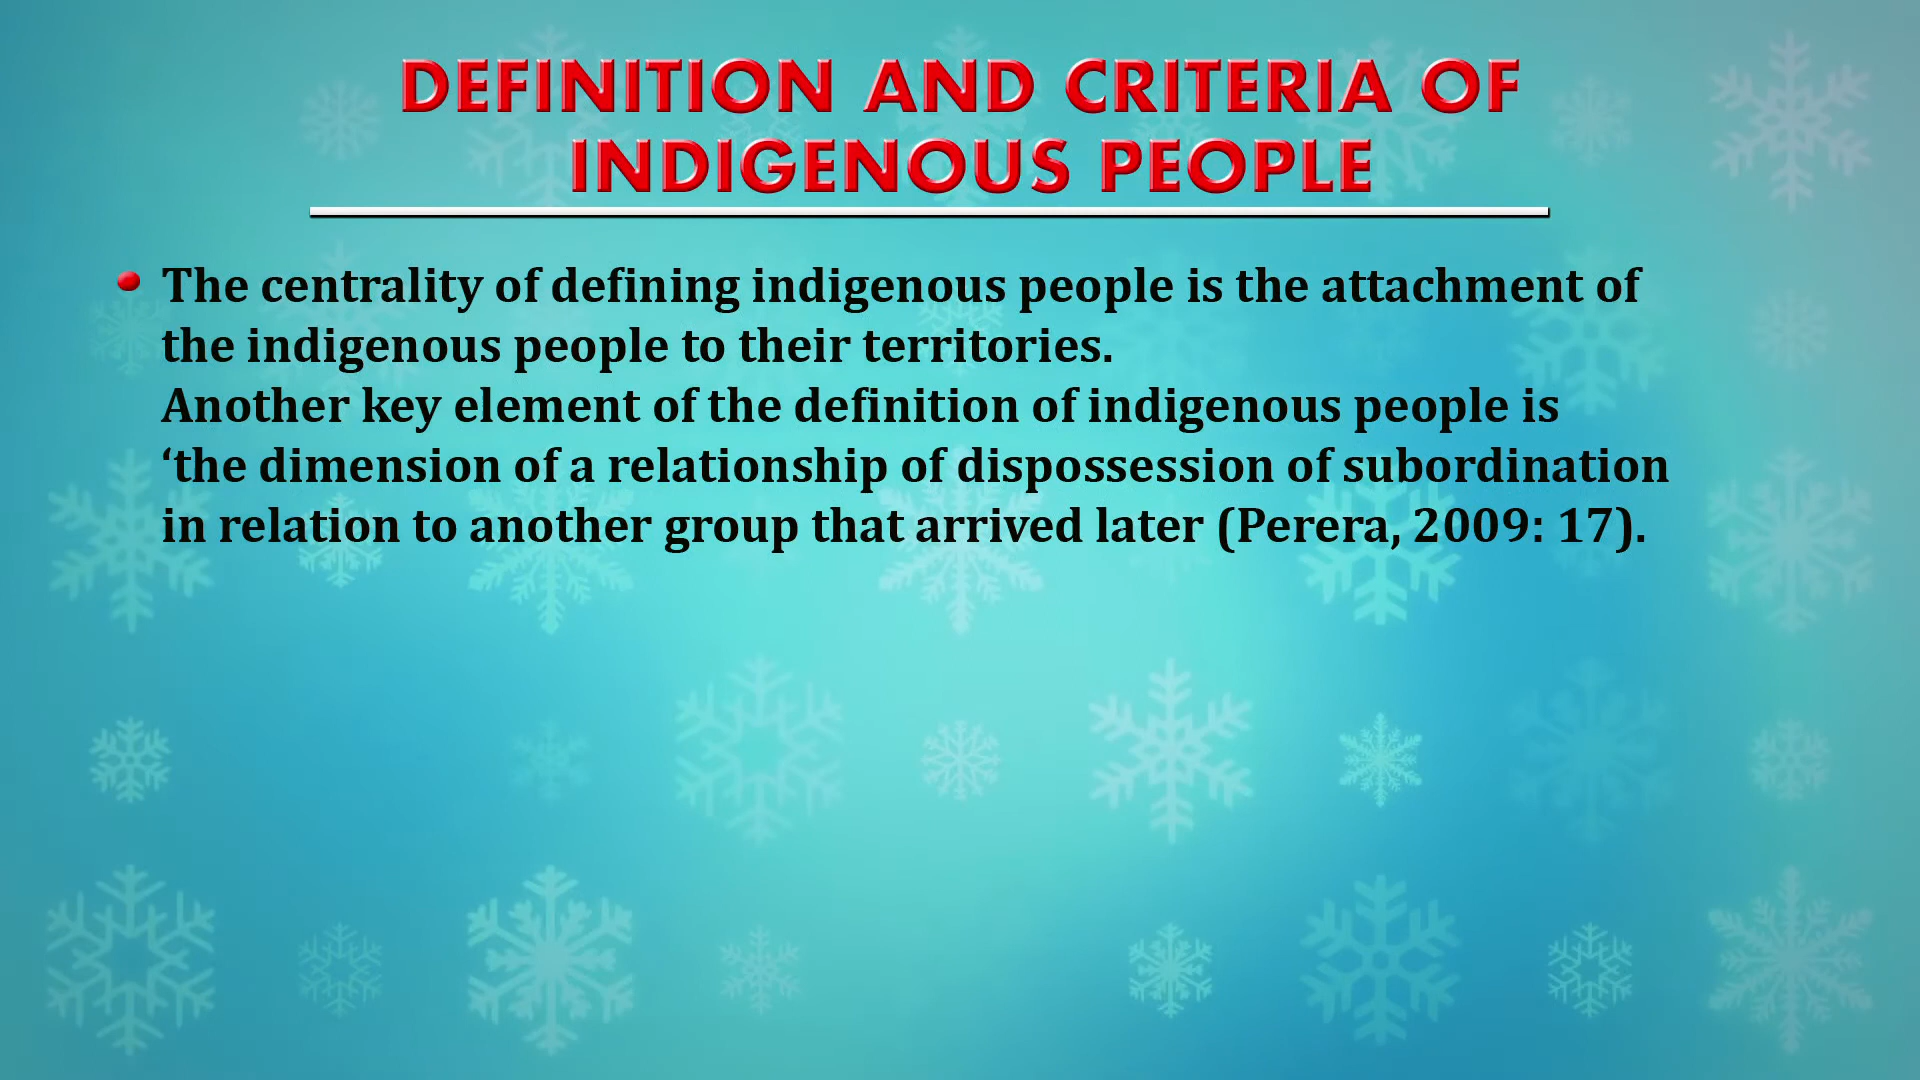 DEFINITION AND CRITERIA OF
INDIGENOUS PEOPLE
The centrality of defining indigenous people is the attachment of
the indigenous people to their territories.
Another key element of the definition of indigenous people is
‘the dimension of a relationship of dispossession of subordination
in relation to another group that arrived later (Perera, 2009: 17).